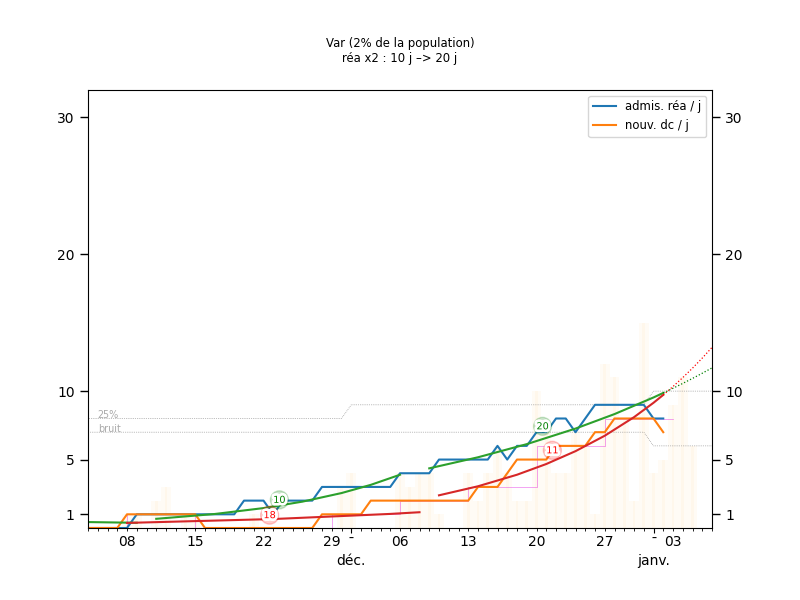 Var (2% de la population)
réa x2 : 10 j –> 20 j
admis. réa / j
nouv. dc / j
30 30
20 20
10 10
5 5
1 1
25%
bruit
10
18
20
11
08 15 22 29 - 06 13 20 27 - 03
déc. janv.